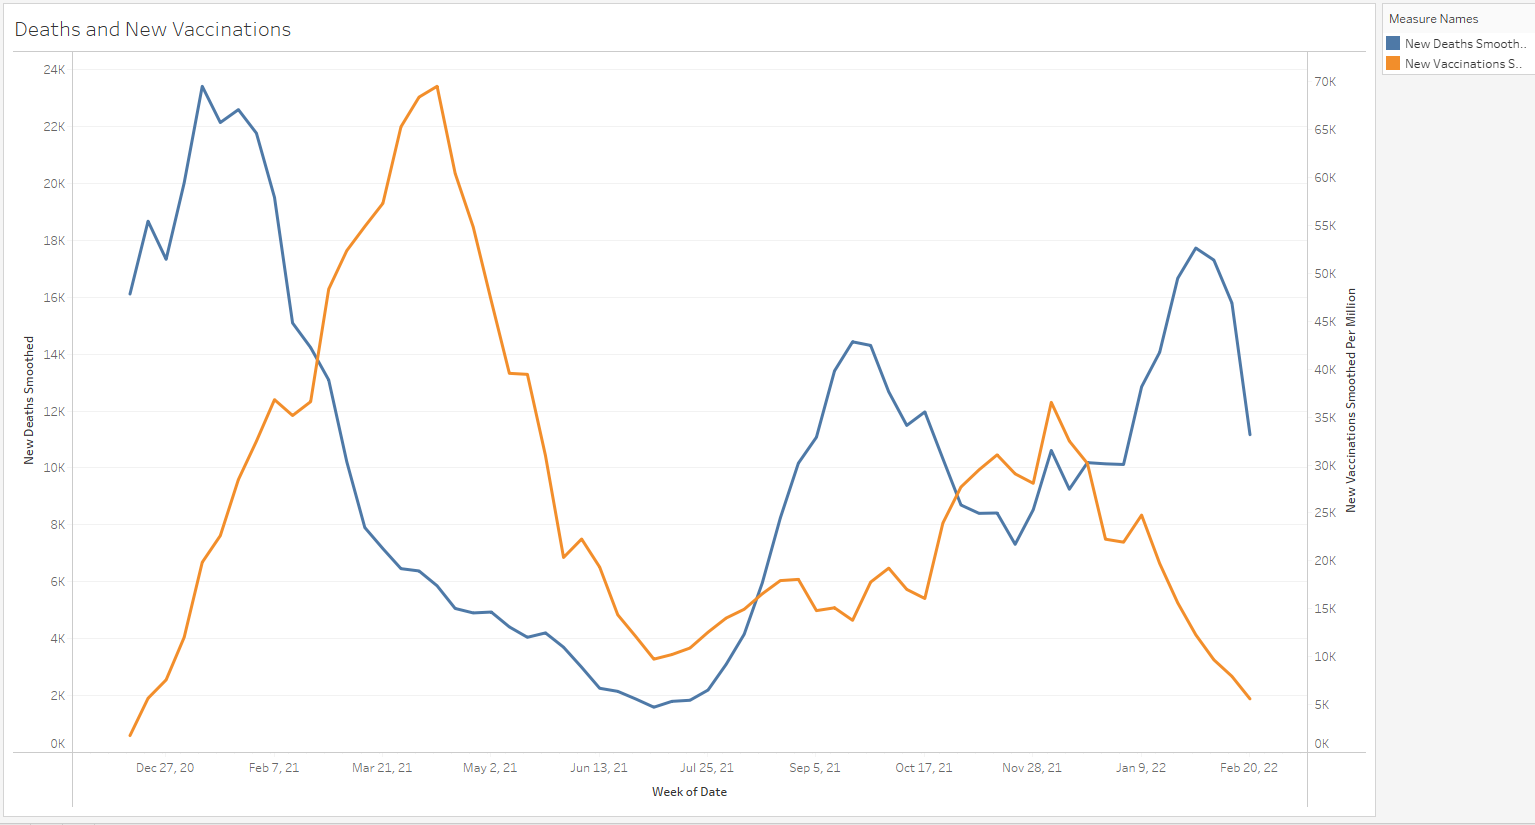 Deaths and New Vaccinations
Measure Names
New Deaths Smooth..
New Vaccinations S..
24K
22K
20K
18K
16K
14K
12K
10K
8K
6K
4K
2K
0K
New Deaths Smoothed
70K
65K
60K
55K
50K
45K
40K
35K
30K
25K
20K
15K
10K
5K
0K
New Vaccinations Smoothed Per Million
Dec 27, 20 Feb 7, 21 Mar 21, 21 May 2, 21 Jun 13, 21 Jul 25, 21 Sep 5, 21 Oct 17, 21 Nov 28, 21 Jan 9, 22 Feb 20, 22
Week of Date